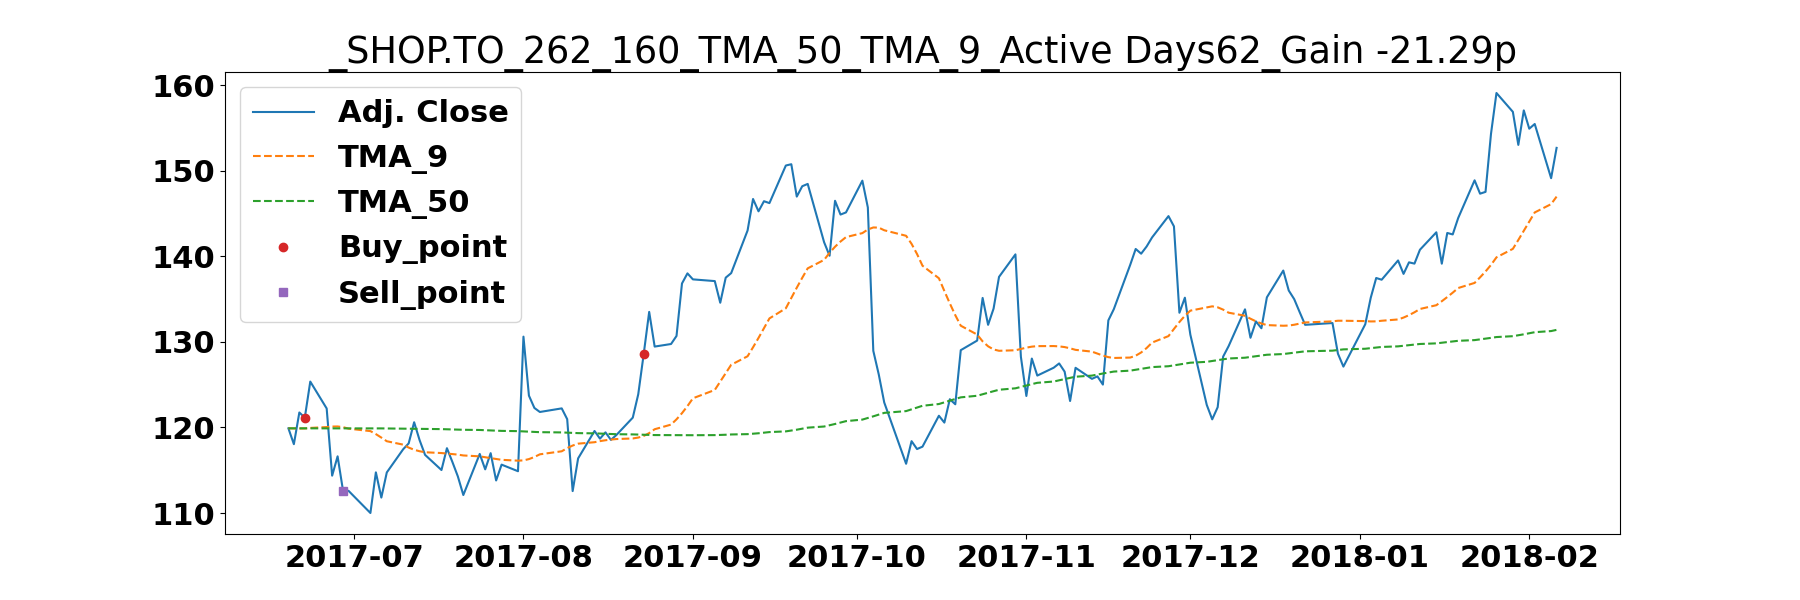 _SHOP.TO_262_160_TMA_50_TMA_9_Active Days62_Gain -21.29p
160
150
140
130
120
110
Adj. Close
TMA_9
TMA_50
Buy_point
Sell_point
2017-07 2017-08 2017-09 2017-10 2017-11 2017-12 2018-01 2018-02